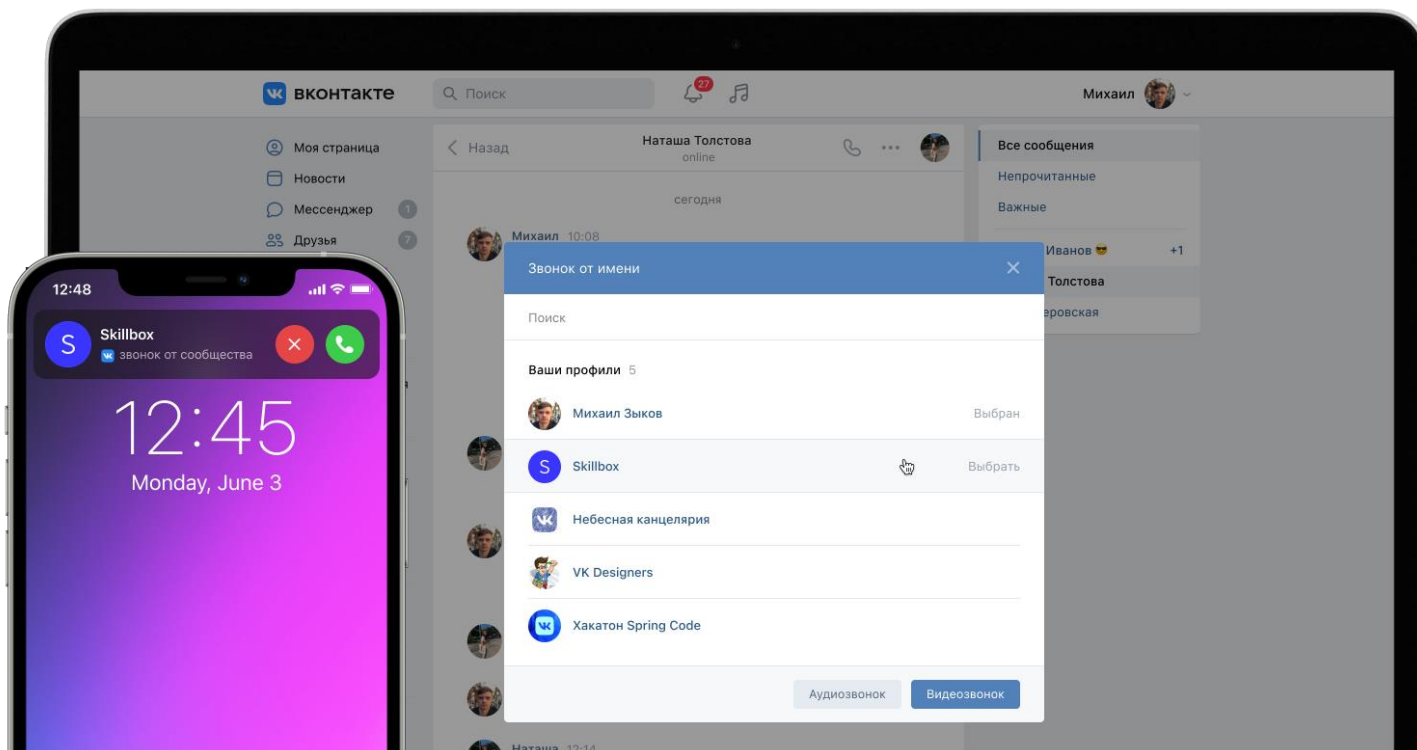 вконтакте
Поиск
27
Михаил
Моя страница
Новости
Мессенджер 1
Друзья 7
Назад
Наташа Толстова
online
сегодня
Михаил 10:08
Все сообщения
Непрочитанные
Важные
Иванов 😎 +1
Толстова
Звонок от имени
Поиск
Ваши профили 5
Михаил Зыков Выбран
S Skillbox Выбрать
Небесная канцелярия
VK Designers
Хакатон Spring Code
Аудиозвонок Видеозвонок
Наташа 12:14
12:48
S Skillbox
звонок от сообщества
12:45
Monday, June 3